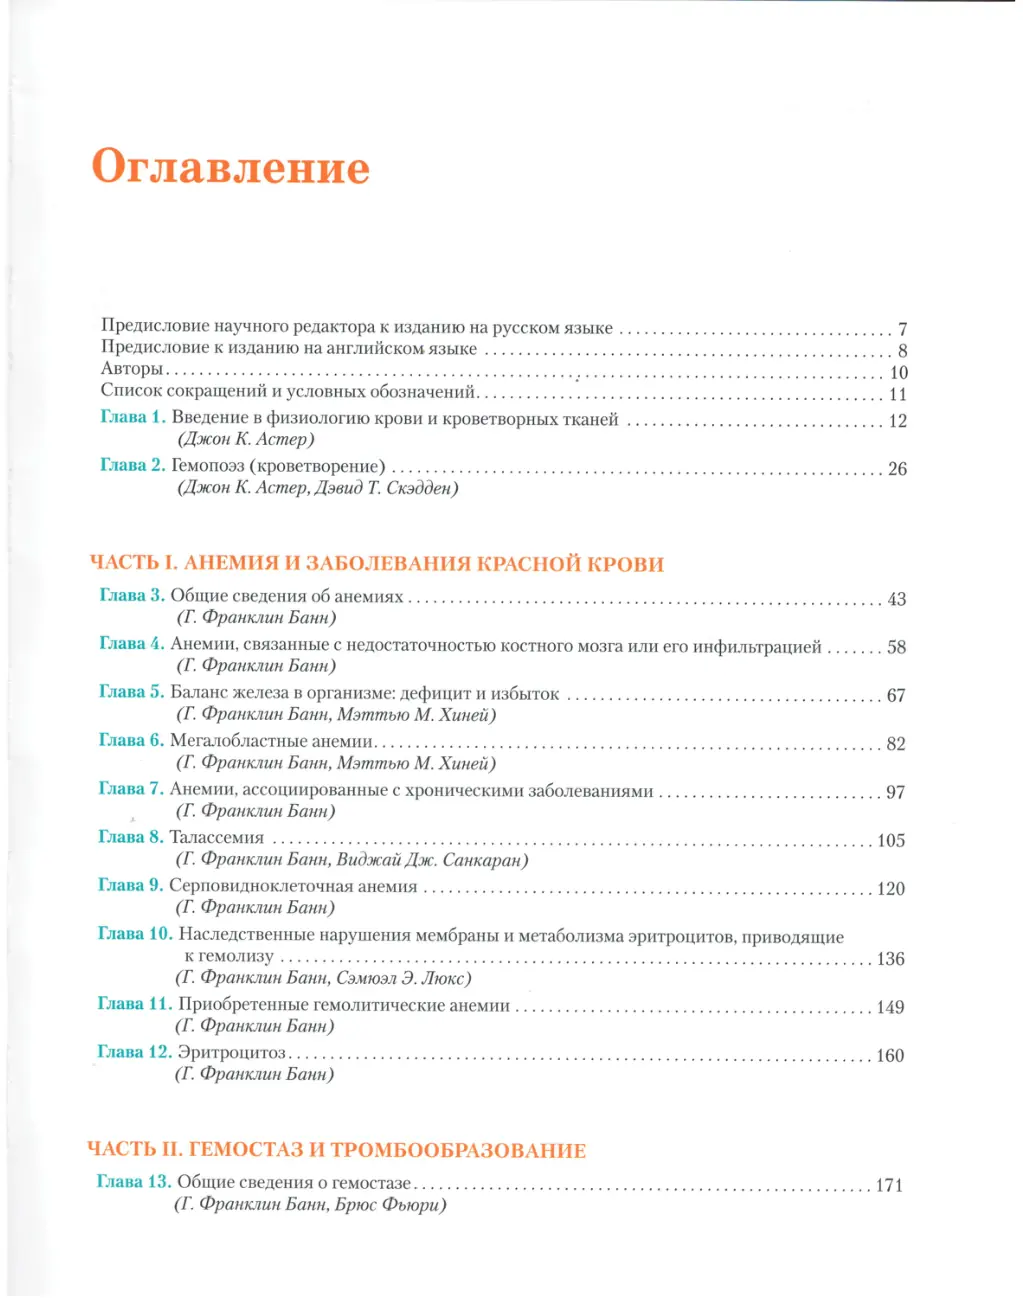 Оглавление
Предисловие научного редактора к изданию на русском языке ................................ 7
Предисловие к изданию на английском языке ................................................ 8
Авторы.................................................................................... 10
Список сокращений и условных обозначений.................................................. 11
Глава 1. Введение в физиологию крови и кроветворных тканей ............................... 12
(Джон К. Астер)
Глава 2. Гемопоэз (кроветворение) ........................................................ 26
(Джон К. Астер, Дэвид Т. Скэдден)
ЧАСТЬ I. АНЕМИЯ И ЗАБОЛЕВАНИЯ КРАСНОЙ КРОВИ
Глава 3. Общие сведения об анемиях ....................................................... 43
(Г. Франклин Банн)
Глава 4. Анемии, связанные с недостаточностью костного мозга или его инфильтрацией ....... 58
(Г. Франклин Банн)
Глава 5. Баланс железа в организме: дефицит и избыток .................................... 67
(Г. Франклин Банн, Мэттью М. Хиней)
Глава 6. Мегалобластные анемии............................................................ 82
(Г. Франклин Банн, Мэттью М. Хиней)
Глава 7. Анемии, ассоциированные с хроническими заболеваниями ............................ 97
(Г. Франклин Банн)
Глава 8. Талассемия ..................................................................... 105
(Г. Франклин Банн, Виджай Дж. Санкаран)
Глава 9. Серповидноклеточная анемия ..................................................... 120
(Г. Франклин Банн)
Глава 10. Наследственные нарушения мембраны и метаболизма эритроцитов, приводящие
к гемолизу .............................................................................. 136
(Г. Франклин Банн, Сэмюэл Э. Люкс)
Глава 11. Приобретенные гемолитические анемии ........................................... 149
(Г. Франклин Банн)
Глава 12. Эритроцитоз.................................................................... 160
(Г. Франклин Банн)
ЧАСТЬ II. ГЕМОСТАЗ И ТРОМБООБРАЗОВАНИЕ
Глава 13. Общие сведения о гемостазе..................................................... 171
(Г. Франклин Банн, Брюс Фьюри)